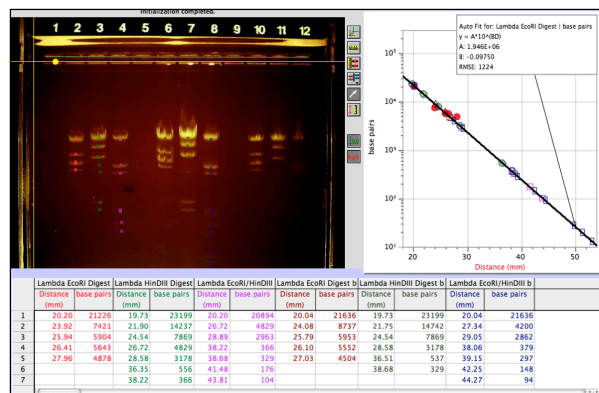 Initialization completed.
1 2 3 4 5 6 7 8 9 10 11 12
Auto Fit for: Lambda EcoRI Digest | base pairs
y = A*10^(BD)
A: 1.946E+06
B: -0.09750
RMSE: 1224
base pairs
10⁵
10⁴
10³
10²
10¹
20 30 40 50
Distance (mm)
Lambda EcoRI Digest Lambda HinDIII Digest Lambda EcoRI/HinDIII Lambda EcoRI Digest b Lambda HinDIII Digest b Lambda EcoRI/HinDIII b
Distance base pairs Distance base pairs Distance base pairs Distance base pairs Distance base pairs Distance base pairs
(mm) (mm) (mm) (mm) (mm) (mm)
1 20.20 21226 19.73 23199 20.20 20894 20.04 21636 19.73 23199 20.04 21636
2 23.92 7421 21.90 14237 26.72 4829 24.08 8737 21.75 14742 27.34 4200
3 25.94 5904 24.54 7869 28.89 2963 25.79 5953 24.54 7869 29.05 2862
4 26.41 5643 26.72 4829 38.22 366 26.10 5552 28.58 3178 38.06 379
5 27.96 4878 28.58 3178 38.68 329 27.03 4504 36.51 537 39.15 297
6 36.35 556 41.48 176 38.68 329 42.25 148
7 38.22 366 43.81 104 44.27 94